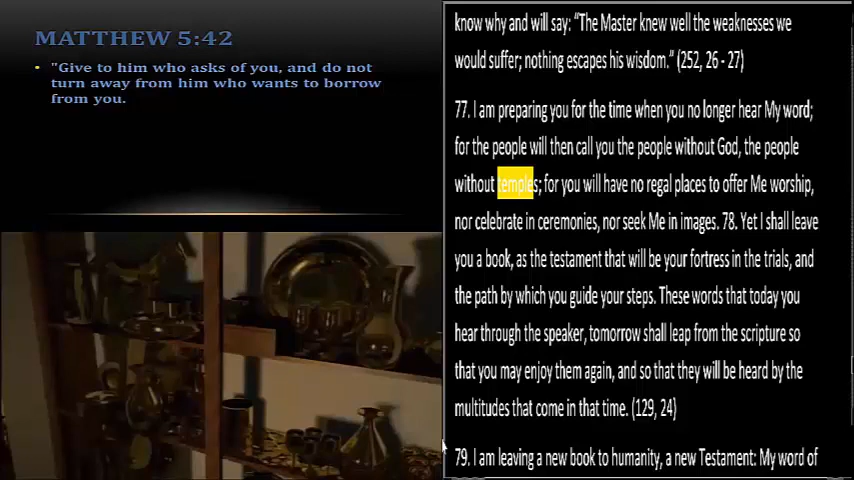 MATTHEW 5:42
• "Give to him who asks of you, and do not
turn away from him who wants to borrow
from you.
know why and will say: “The Master knew well the weaknesses we
would suffer; nothing escapes his wisdom.” (252, 26 - 27)
77. I am preparing you for the time when you no longer hear My word;
for the people will then call you the people without God, the people
without temples; for you will have no regal places to offer Me worship,
nor celebrate in ceremonies, nor seek Me in images. 78. Yet I shall leave
you a book, as the testament that will be your fortress in the trials, and
the path by which you guide your steps. These words that today you
hear through the speaker, tomorrow shall leap from the scripture so
that you may enjoy them again, and so that they will be heard by the
multitudes that come in that time. (129, 24)
79. I am leaving a new book to humanity, a new Testament: My word of